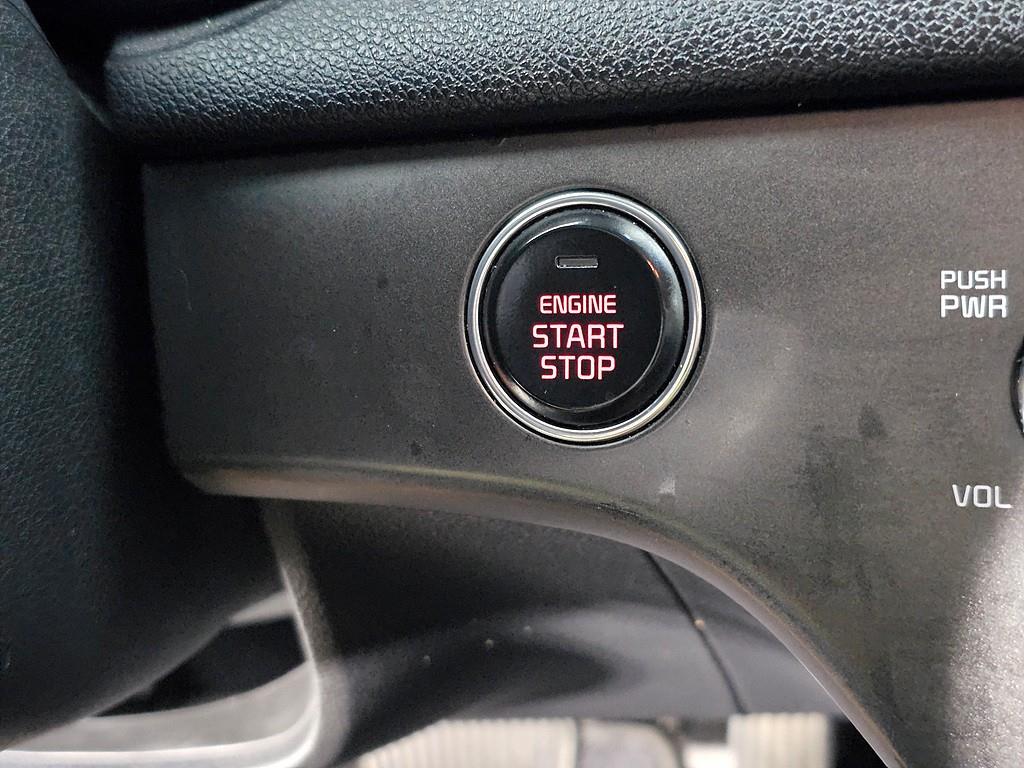 ENGINE
START
STOP
PUSH
PWR
VOL